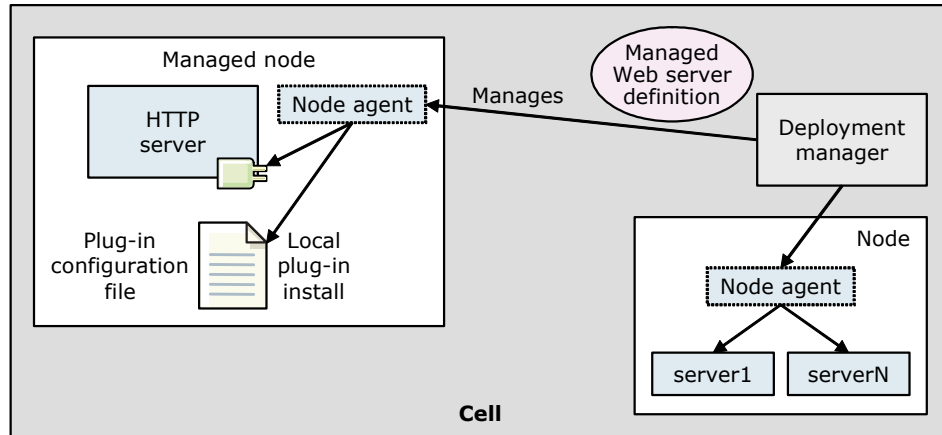 Managed node
Node agent
HTTP
server
Plug-in
configuration
file
Local
plug-in
install
Manages
Managed
Web server
definition
Deployment
manager
Node
Node agent
server1
serverN
Cell